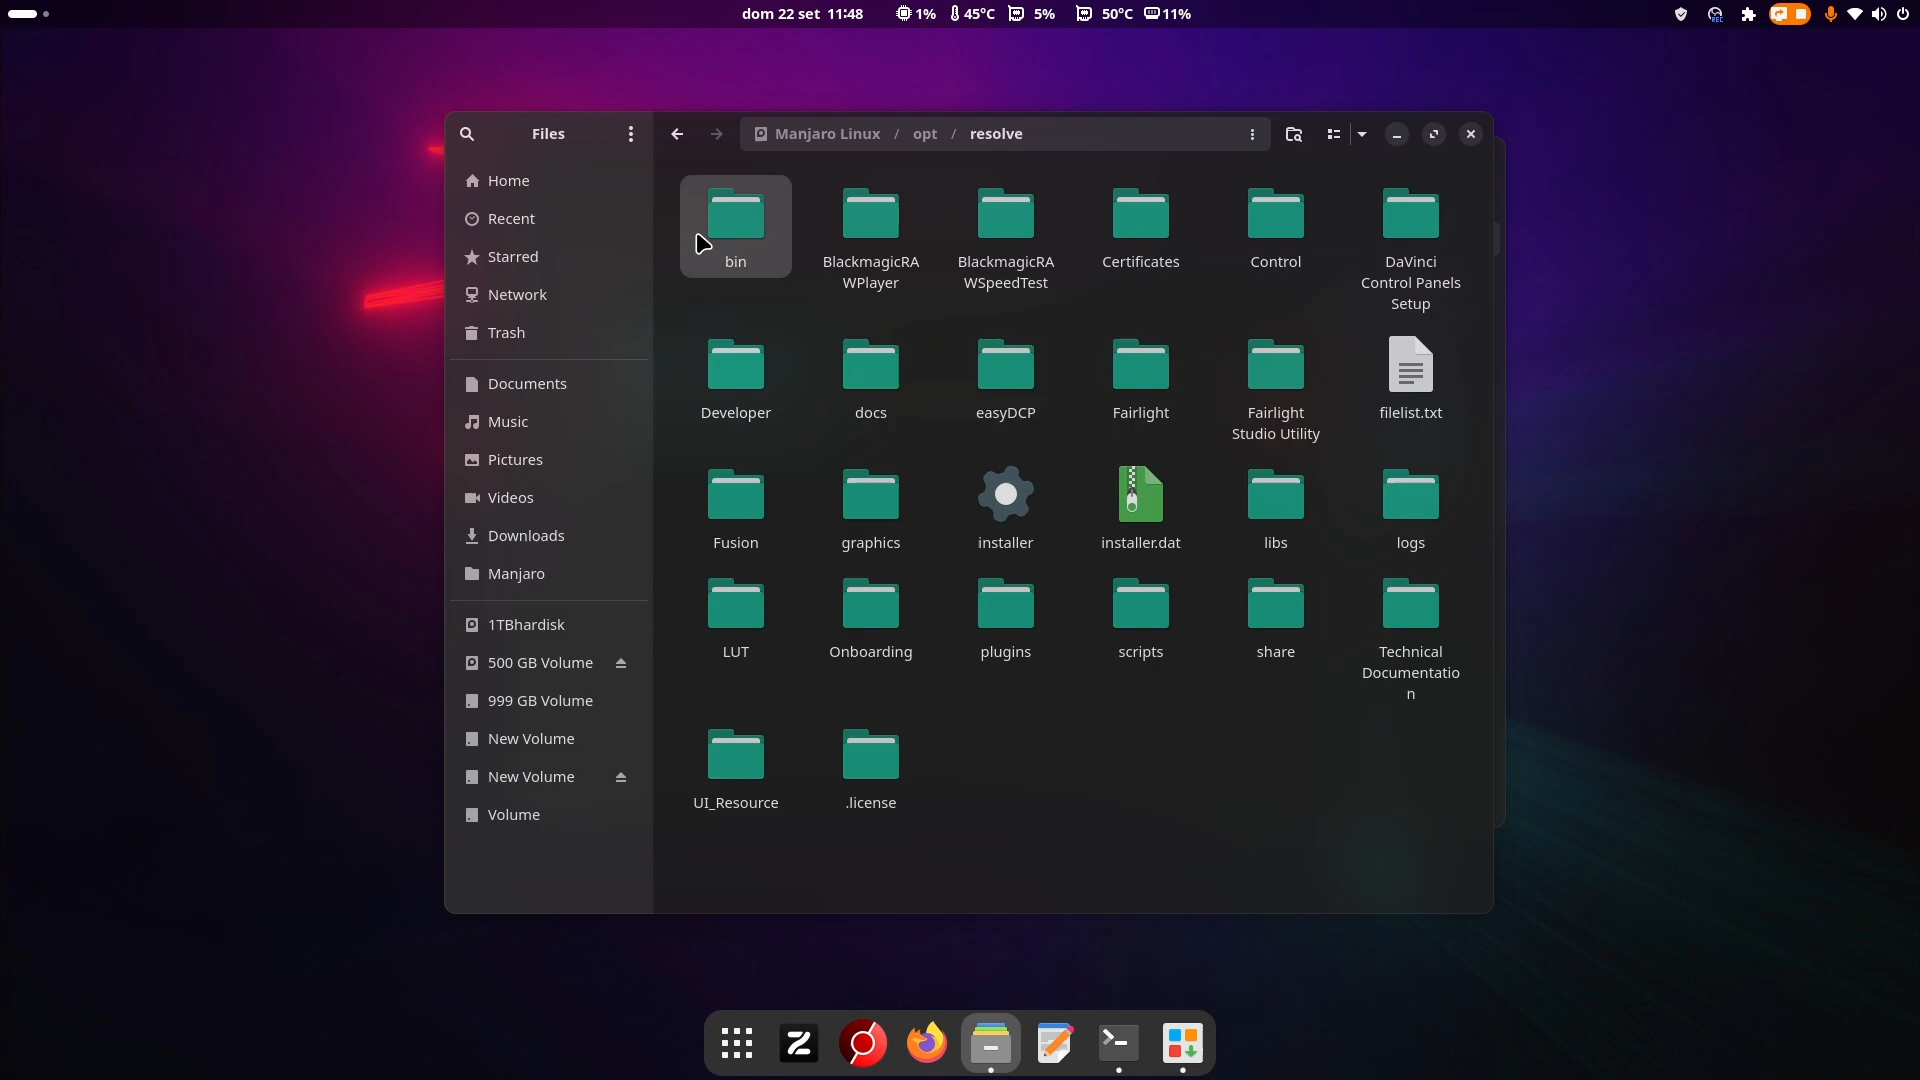 dom 22 set 11:48
1%
45°C
5%
50°C
11%
REC
Files
Manjaro Linux / opt / resolve
Home
Recent
Starred
Network
Trash
Documents
Music
Pictures
Videos
Downloads
Manjaro
1TBhardisk
500 GB Volume
999 GB Volume
New Volume
New Volume
Volume
bin
BlackmagicRA
WPlayer
BlackmagicRA
WSpeedTest
Certificates
Control
DaVinci
Control Panels
Setup
Developer
docs
easyDCP
Fairlight
Fairlight
Studio Utility
filelist.txt
Fusion
graphics
installer
installer.dat
libs
logs
LUT
Onboarding
plugins
scripts
share
Technical
Documentatio
n
UI_Resource
.license